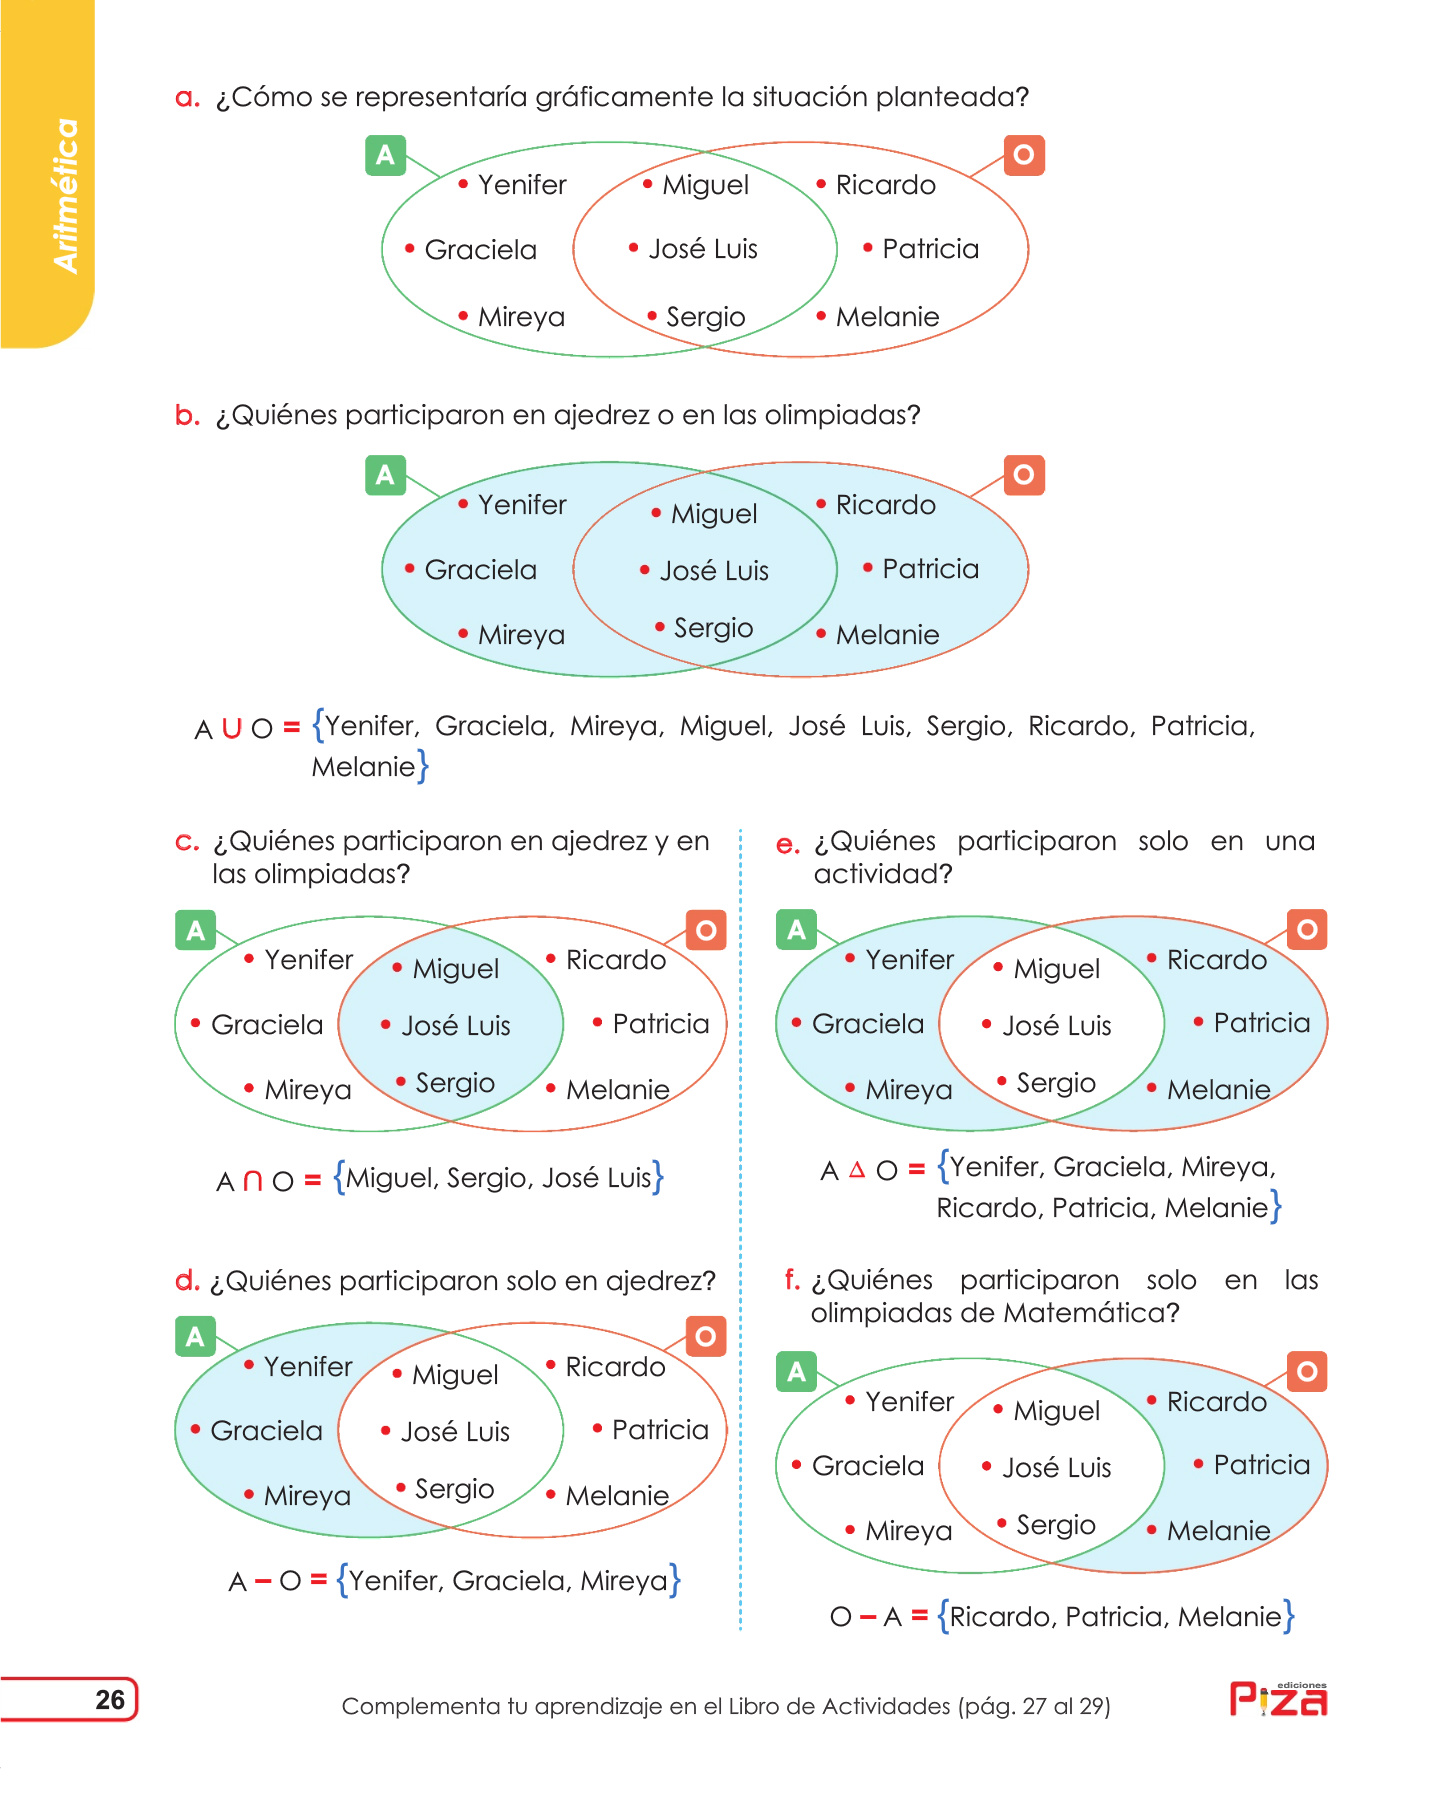 Aritmética
a. ¿Cómo se representaría gráficamente la situación planteada?
A
O
• Yenifer • Miguel • Ricardo
• Graciela • José Luis • Patricia
• Mireya • Sergio • Melanie
b. ¿Quiénes participaron en ajedrez o en las olimpiadas?
A
O
• Yenifer • Miguel • Ricardo
• Graciela • José Luis • Patricia
• Mireya • Sergio • Melanie
A ∪ O = {Yenifer, Graciela, Mireya, Miguel, José Luis, Sergio, Ricardo, Patricia,
Melanie}
c. ¿Quiénes participaron en ajedrez y en
las olimpiadas?
A
O
• Yenifer • Miguel • Ricardo
• Graciela • José Luis • Patricia
• Mireya • Sergio • Melanie
A ∩ O = {Miguel, Sergio, José Luis}
d. ¿Quiénes participaron solo en ajedrez?
A
O
• Yenifer • Miguel • Ricardo
• Graciela • José Luis • Patricia
• Mireya • Sergio • Melanie
A – O = {Yenifer, Graciela, Mireya}
e. ¿Quiénes participaron solo en una
actividad?
A
O
• Yenifer • Miguel • Ricardo
• Graciela • José Luis • Patricia
• Mireya • Sergio • Melanie
A Δ O = {Yenifer, Graciela, Mireya,
Ricardo, Patricia, Melanie}
f. ¿Quiénes participaron solo en las
olimpiadas de Matemática?
A
O
• Yenifer • Miguel • Ricardo
• Graciela • José Luis • Patricia
• Mireya • Sergio • Melanie
O – A = {Ricardo, Patricia, Melanie}
26
Complementa tu aprendizaje en el Libro de Actividades (pág. 27 al 29)
ediciones
Piza